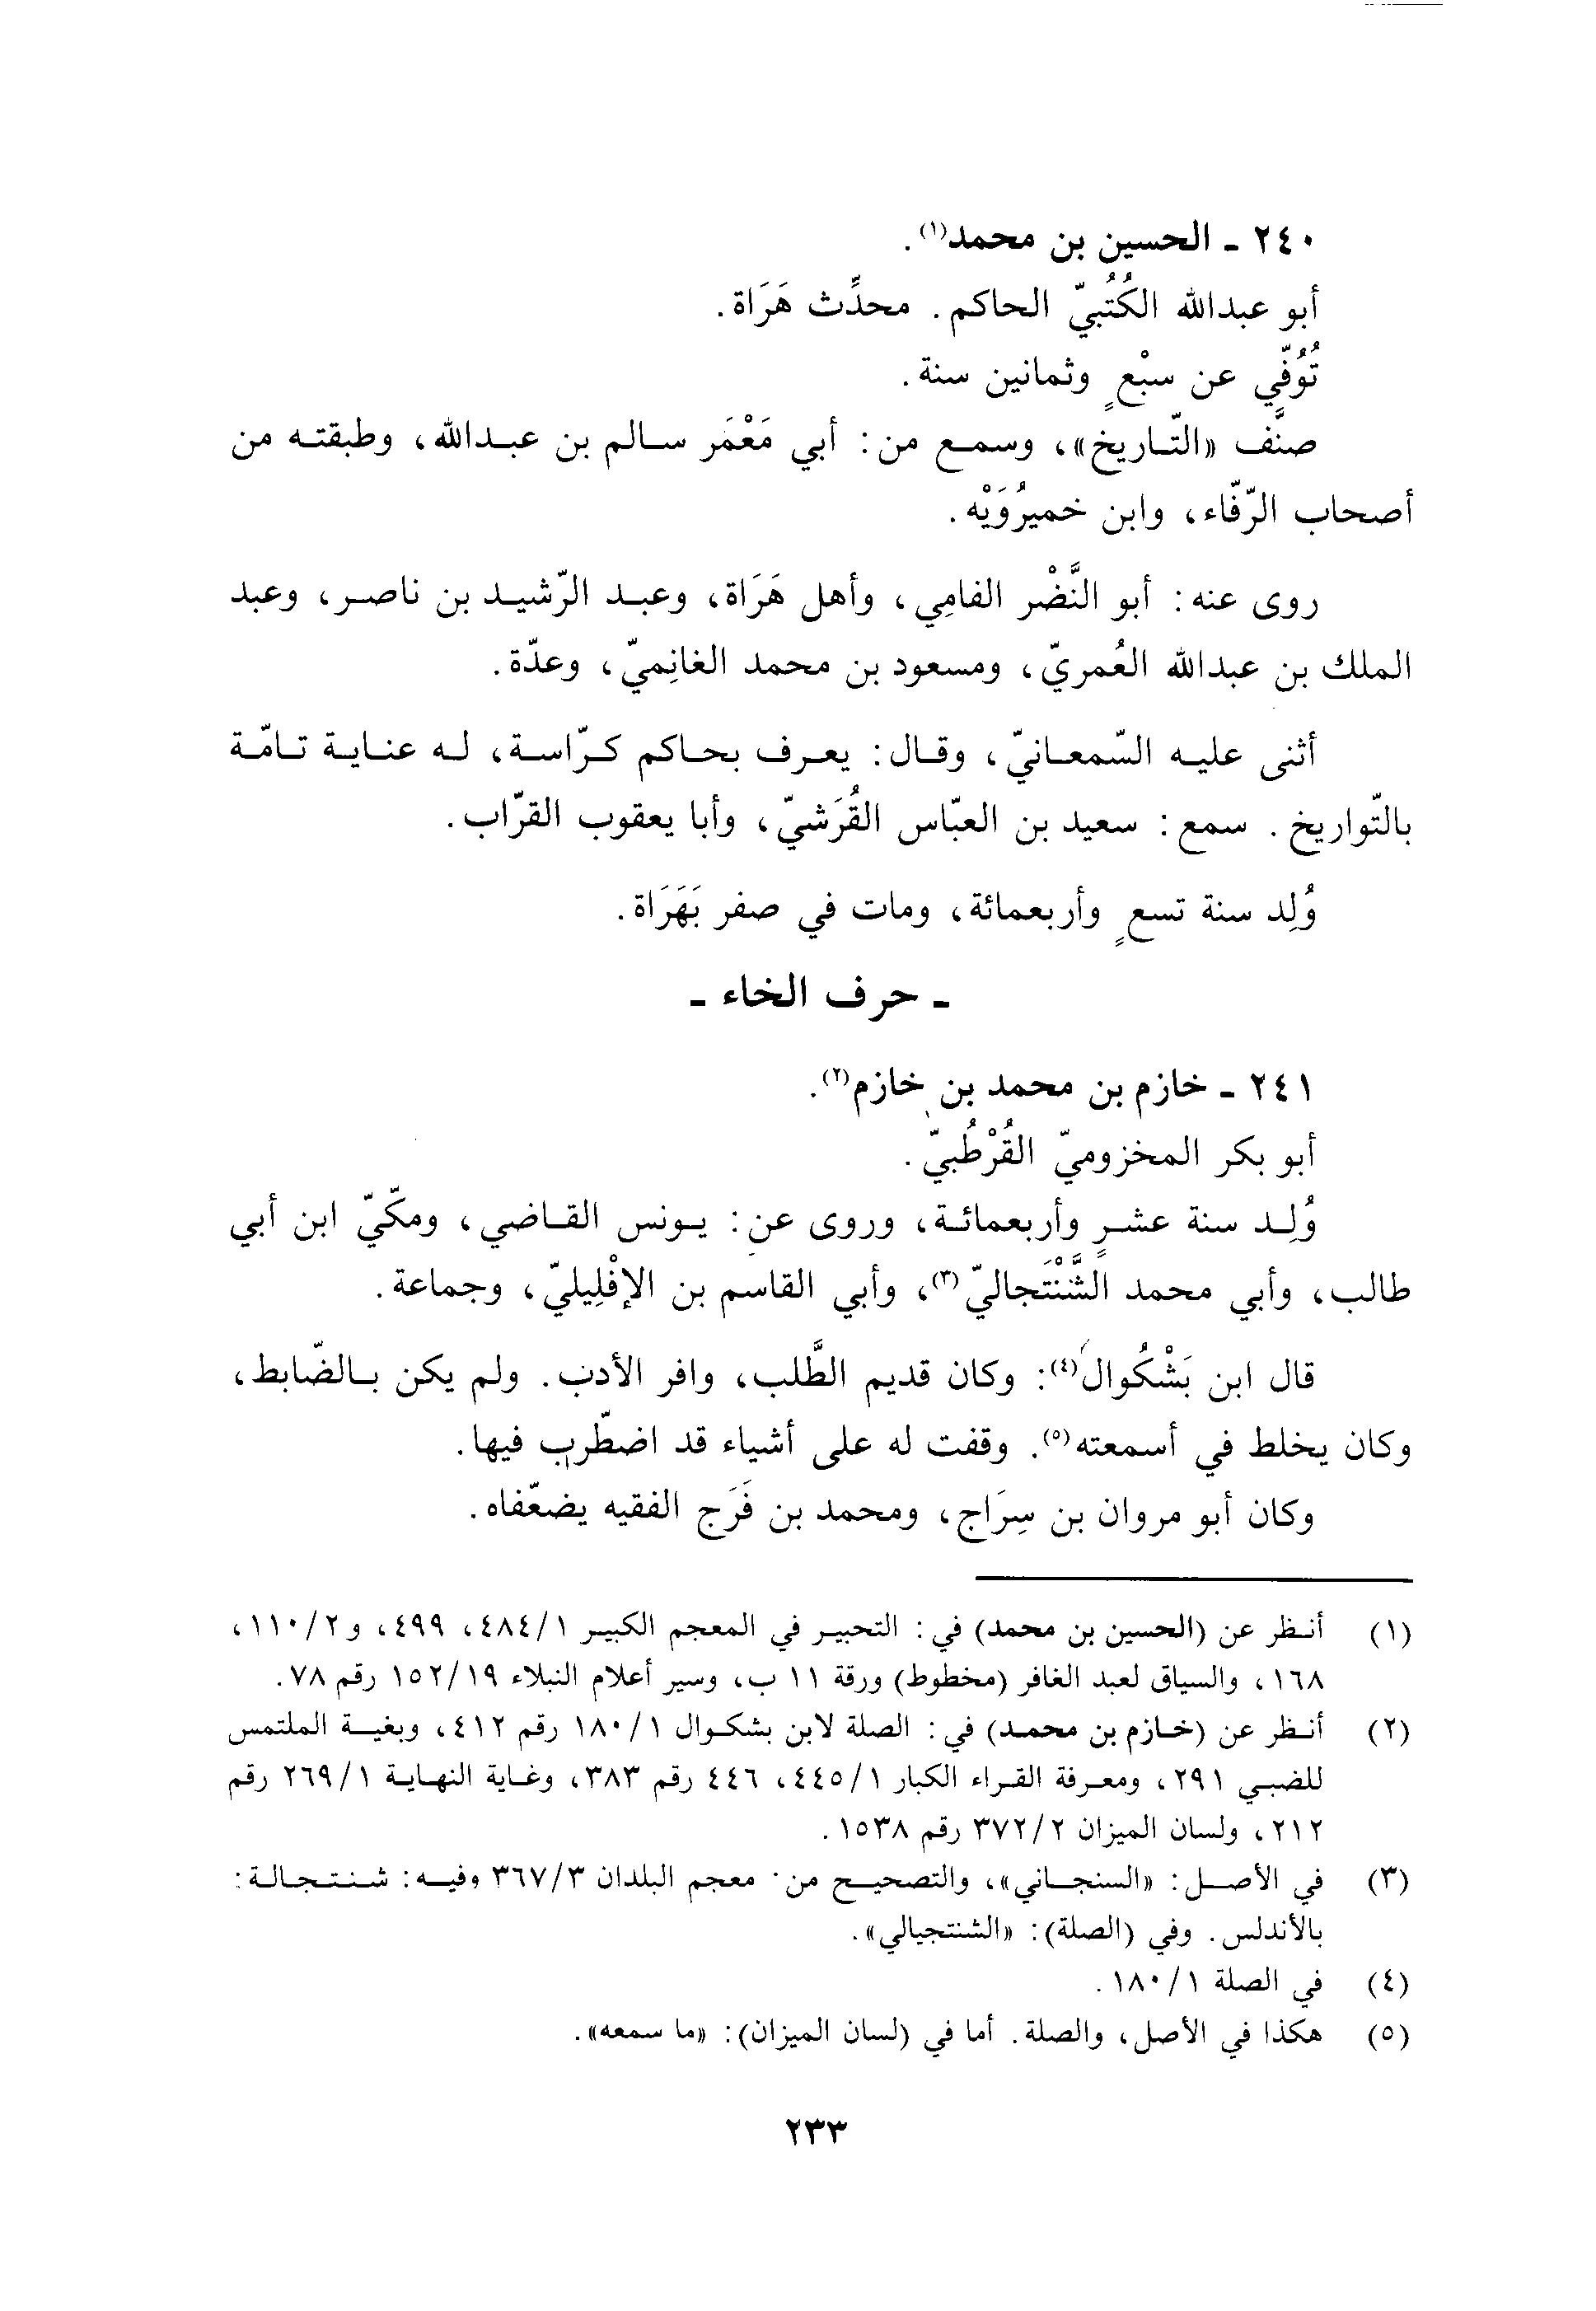 ٢٤٠ - الحسين بن محمد(١).
أبو عبدالله الكُتُبيّ الحاكم. محدِّث هَرَاة.
تُوُفّي عن سبْعٍ وثمانين سنة.
صنَّف «التّاريخ»، وسمع من: أبي مَعْمَر سالم بن عبدالله، وطبقته من
أصحاب الرّفّاء، وابن خميرُوَيْه.
روى عنه: أبو النَّضْر الفامِي، وأهل هَرَاة، وعبد الرّشيد بن ناصر، وعبد
الملك بن عبدالله العُمريّ، ومسعود بن محمد الغانِميّ، وعدّة.
أثنى عليه السّمعانيّ، وقال: يعرف بحاكم كرّاسة، له عناية تامّة
بالتّواريخ. سمع: سعيد بن العبّاس القُرَشيّ، وأبا يعقوب القرّاب.
وُلِد سنة تسعٍ وأربعمائة، ومات في صفر بَهَرَاة.
- حرف الخاء -
٢٤١ - خازم بن محمد بن خازم(٢).
أبو بكر المخزوميّ القُرْطُبيّ.
وُلِد سنة عشرٍ وأربعمائة، وروى عن: يونس القاضي، ومكّيّ ابن أبي
طالب، وأبي محمد الشَّنْتَجاليّ(٣)، وأبي القاسم بن الإفْلِيليّ، وجماعة.
قال ابن بَشْكُوال(٤): وكان قديم الطَّلب، وافر الأدب. ولم يكن بالضّابط،
وكان يخلط في أسمعته(٥). وقفت له على أشياء قد اضطّرب فيها.
وكان أبو مروان بن سِرَاج، ومحمد بن فَرَج الفقيه يضعّفاه.
(١) أنظر عن (الحسين بن محمد) في: التحبير في المعجم الكبير ١/٤٨٤، ٤٩٩، و٢/١١٠،
١٦٨، والسياق لعبد الغافر (مخطوط) ورقة ١١ ب، وسير أعلام النبلاء ١٩/١٥٢ رقم ٧٨.
(٢) أنظر عن (خازم بن محمد) في: الصلة لابن بشكوال ١/١٨٠ رقم ٤١٢، وبغية الملتمس
للضبي ٢٩١، ومعرفة القراء الكبار ١/٤٤٥، ٤٤٦ رقم ٣٨٣، وغاية النهاية ١/٢٦٩ رقم
٢١٢، ولسان الميزان ٢/٣٧٢ رقم ١٥٣٨.
(٣) في الأصل: «السنجاني»، والتصحيح من معجم البلدان ٣/٣٦٧ وفيه: شنتجالة:
بالأندلس. وفي (الصلة): «الشنتجيالي».
(٤) في الصلة ١/١٨٠.
(٥) هكذا في الأصل، والصلة. أما في (لسان الميزان): «ما سمعه».
٢٣٣